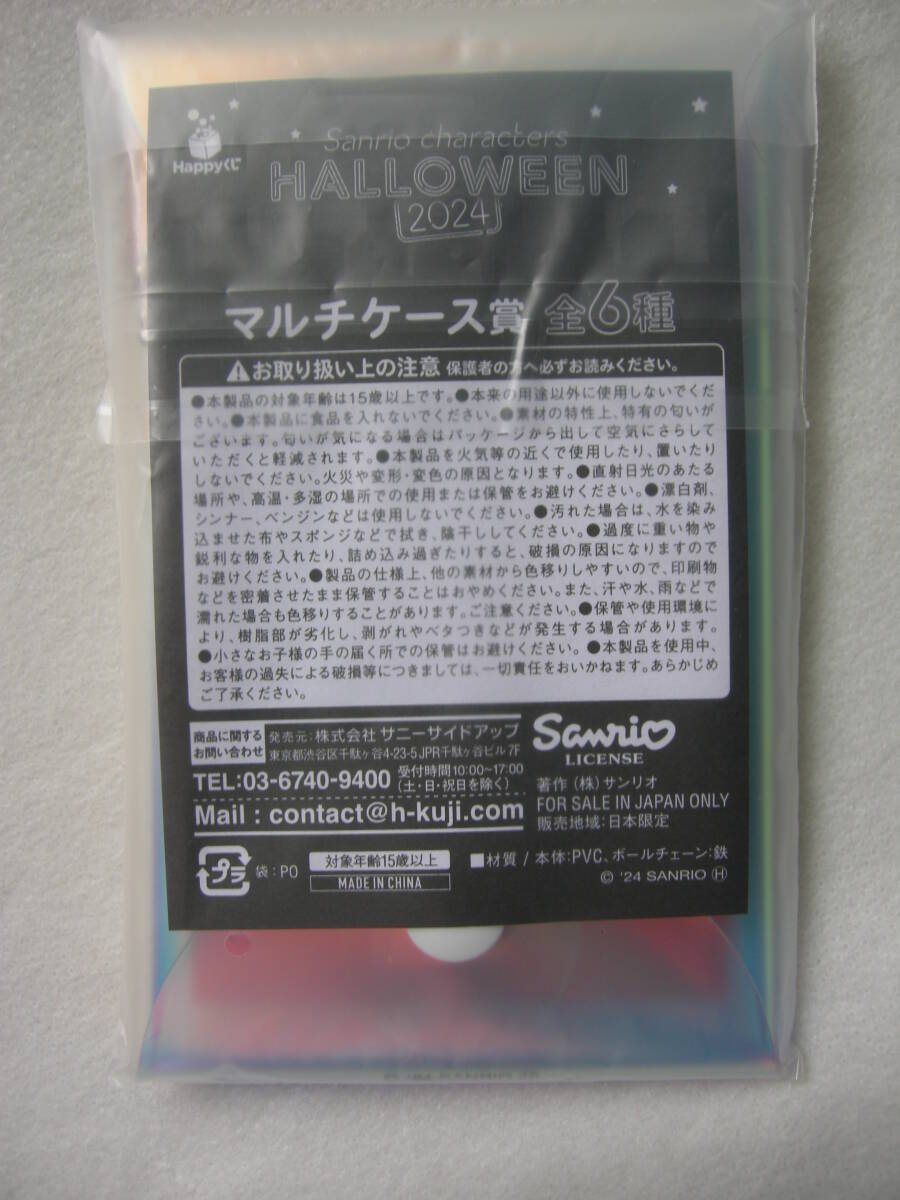 Happyくじ
Sanrio characters
HALLOWEEN
2024
マルチケース賞 全6種
お取り扱い上の注意 保護者の方へ必ずお読みください。
●本製品の対象年齢は15歳以上です。●本来の用途以外に使用しないでくだ
さい。●本製品に食品を入れないでください。●素材の特性上、特有の匂いが
ございます。匂いが気になる場合はパッケージから出して空気にさらして
いただくと軽減されます。●本製品を火気等の近くで使用したり、置いたり
しないでください。火災や変形・変色の原因となります。●直射日光のあたる
場所や、高温・多湿の場所での使用または保管をお避けください。●漂白剤、
シンナー、ベンジンなどは使用しないでください。●汚れた場合は、水を染み
込ませた布やスポンジなどで拭き、陰干ししてください。●過度に重い物や
鋭利な物を入れたり、詰め込み過ぎたりすると、破損の原因になりますので
お避けください。●製品の仕様上、他の素材から色移りしやすいので、印刷物
などを密着させたまま保管することはおやめください。また、汗や水、雨などで
濡れた場合も色移りすることがあります。ご注意ください。●保管や使用環境に
より、樹脂部が劣化し、剥がれやベタつきなどが発生する場合があります。
●小さなお子様の手の届く所での保管はお避けください。●本製品を使用中、
お客様の過失による破損等につきましては、一切責任をおいかねます。あらかじめ
ご了承ください。
商品に関する
お問い合わせ
発売元:株式会社 サニーサイドアップ
東京都渋谷区千駄ヶ谷4-23-5 JPR千駄ヶ谷ビル 7F
TEL:03-6740-9400 受付時間10:00~17:00
(土・日・祝日を除く)
Mail : contact@h-kuji.com
Sanrio
LICENSE
著作 (株) サンリオ
FOR SALE IN JAPAN ONLY
販売地域:日本限定
プラ 袋:PO
対象年齢15歳以上
MADE IN CHINA
■材質 / 本体:PVC、ボールチェーン:鉄
© '24 SANRIO Ⓗ